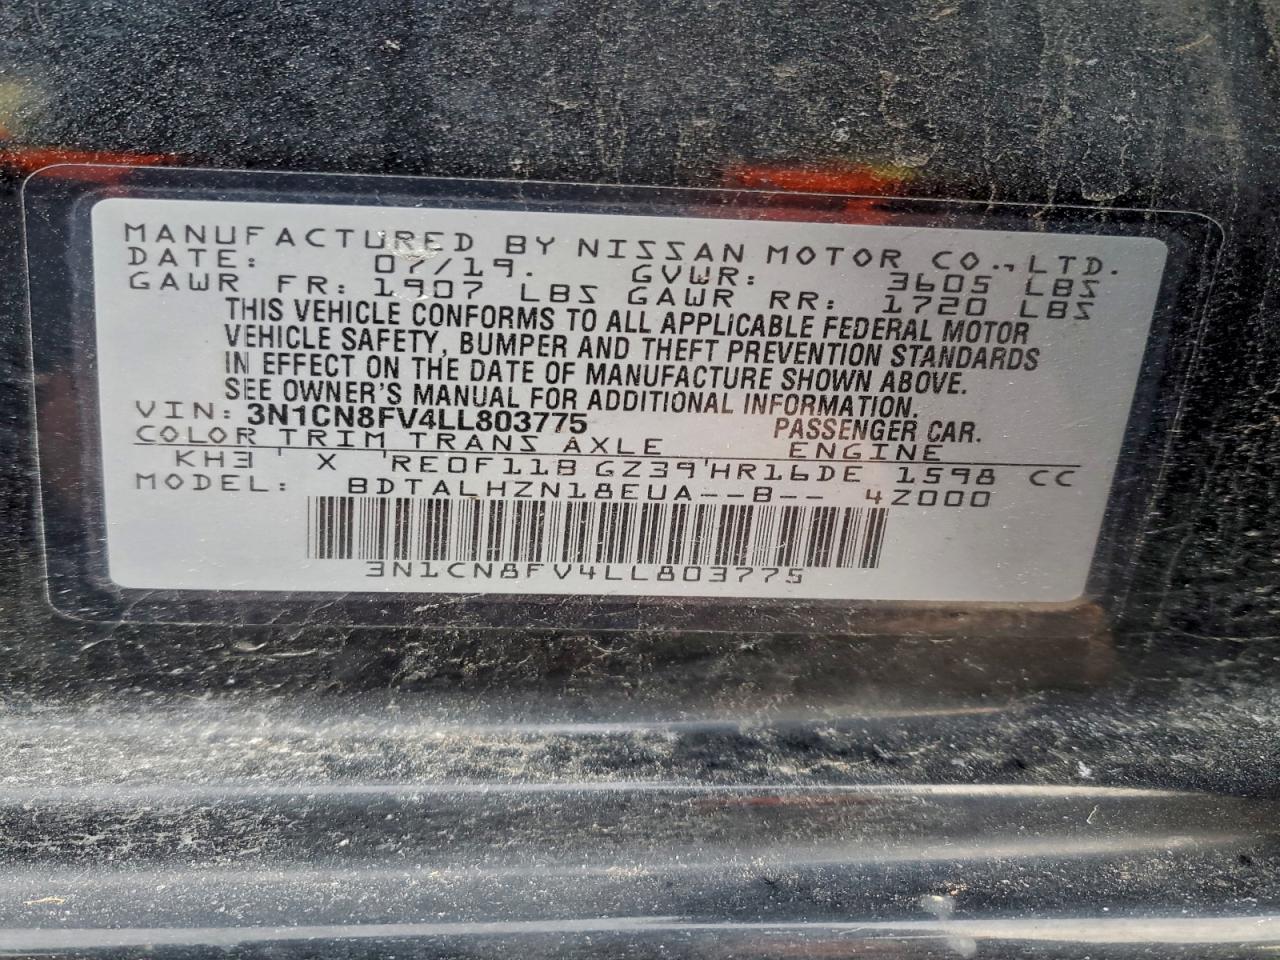 MANUFACTURED BY NISSAN MOTOR CO., LTD.
DATE: 07/19. GVWR: 3605 LBS
GAWR FR: 1907 LBS GAWR RR: 1720 LBS
THIS VEHICLE CONFORMS TO ALL APPLICABLE FEDERAL MOTOR
VEHICLE SAFETY, BUMPER AND THEFT PREVENTION STANDARDS
IN EFFECT ON THE DATE OF MANUFACTURE SHOWN ABOVE.
SEE OWNER'S MANUAL FOR ADDITIONAL INFORMATION.
VIN: 3N1CN8FV4LL803775 PASSENGER CAR.
COLOR TRIM TRANS AXLE ENGINE
KH3 ' X 'RE0F11B GZ39'HR16DE 1598 CC
MODEL: BDTALHZN18EUA--B-- 4Z000
3N1CN8FV4LL803775